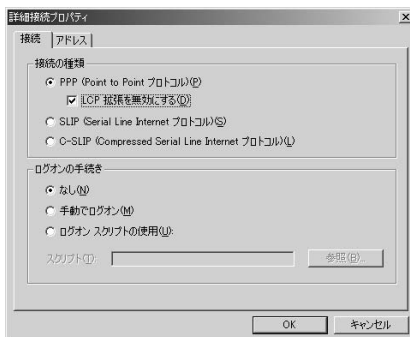 詳細接続プロパティ
接続 アドレス
接続の種類
PPP (Point to Point プロトコル)(P)
LCP 拡張を無効にする(D)
SLIP (Serial Line Internet プロトコル)(S)
C-SLIP (Compressed Serial Line Internet プロトコル)(L)
ログオンの手続き
なし(N)
手動でログオン(M)
ログオン スクリプトの使用(U):
スクリプト(T): 参照(B)...
OK キャンセル